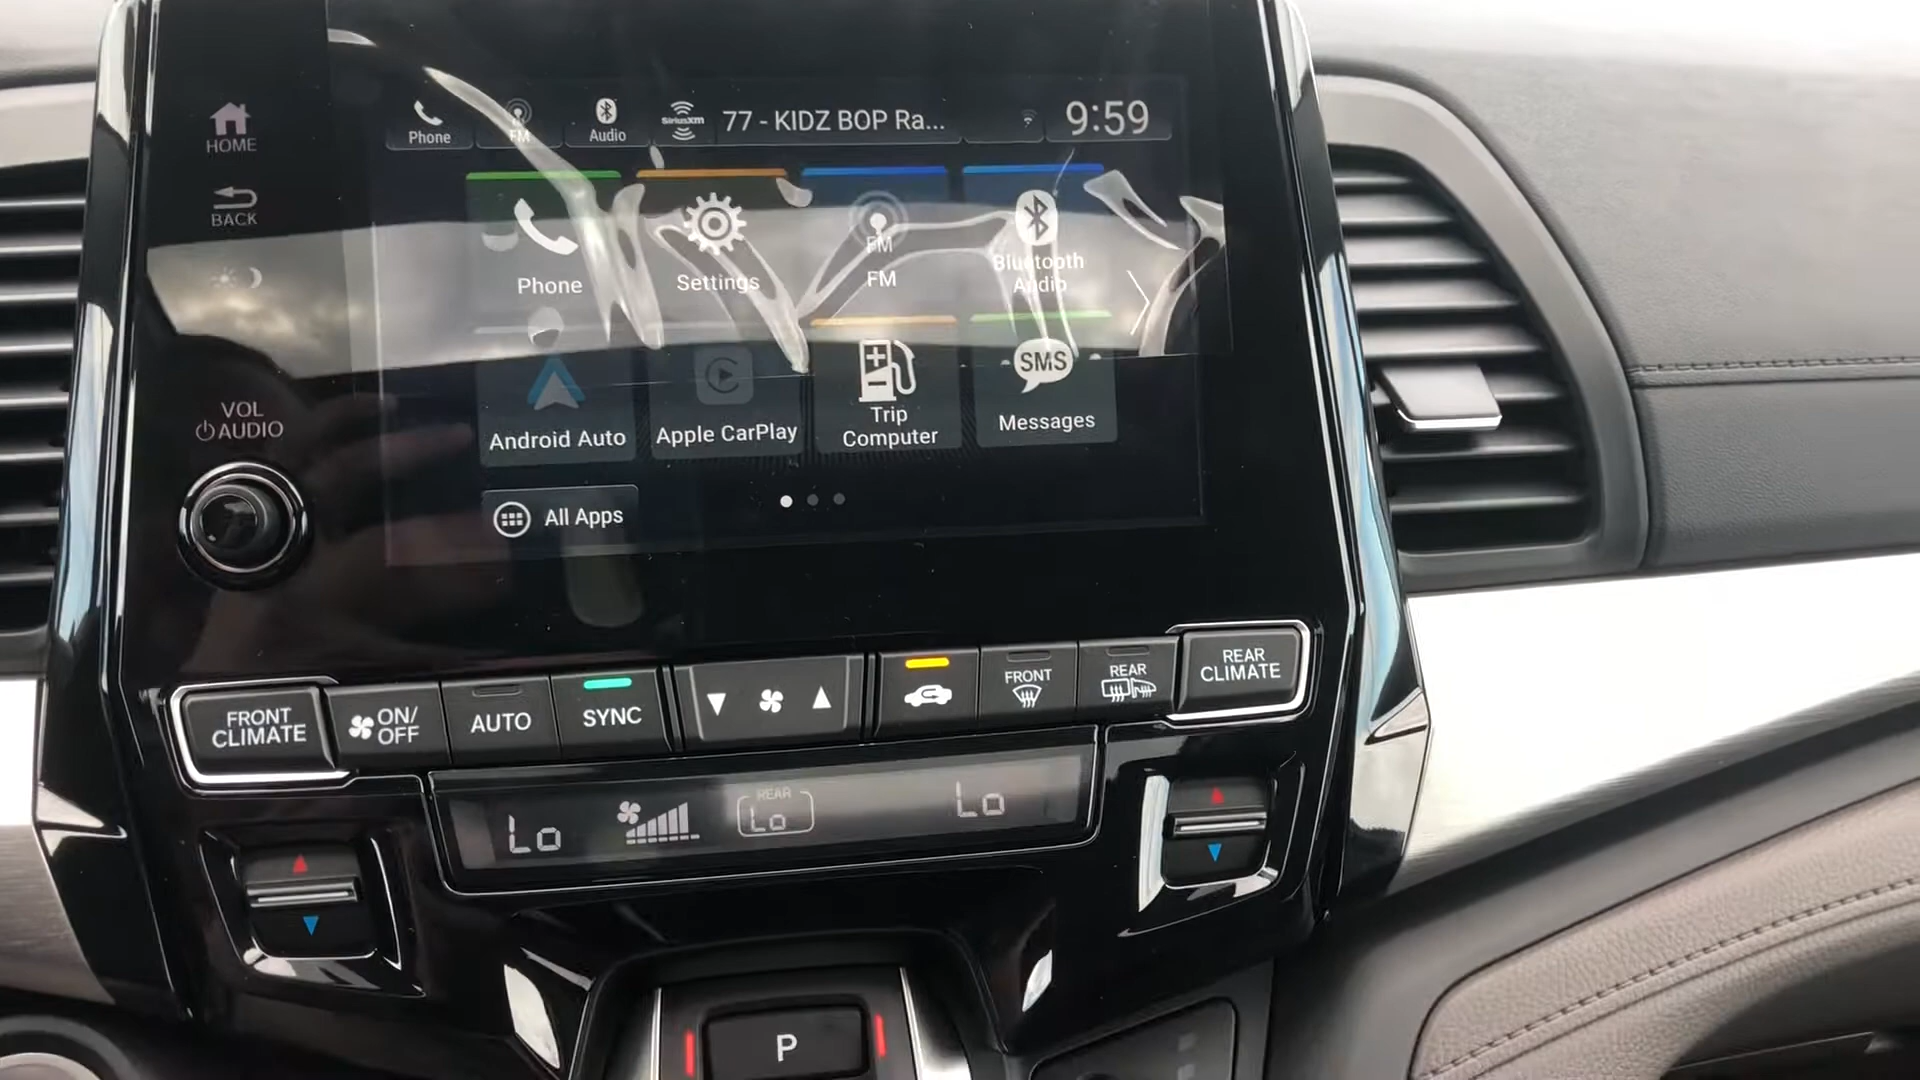 HOME
BACK
VOL
AUDIO
Phone
FM
Audio
SiriusXM
77 - KIDZ BOP Ra...
9:59
Phone
Settings
FM
FM
Bluetooth
Audio
Android Auto
Apple CarPlay
Trip
Computer
SMS
Messages
All Apps
FRONT
CLIMATE
ON/
OFF
AUTO
SYNC
FRONT
REAR
REAR
CLIMATE
Lo
REAR
Lo
Lo
P